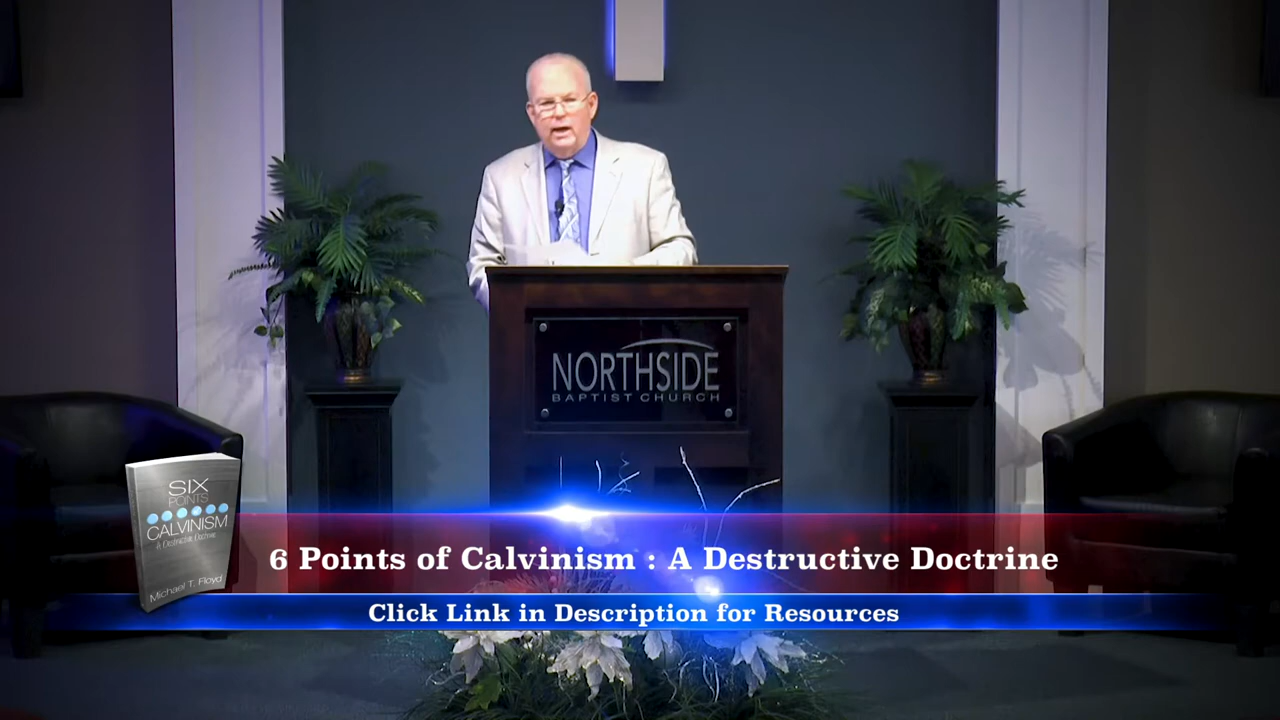 NORTHSIDE
BAPTIST CHURCH
SIX
POINTS
CALVINISM
A Destructive Doctrine
Michael T. Floyd
6 Points of Calvinism : A Destructive Doctrine
Click Link in Description for Resources